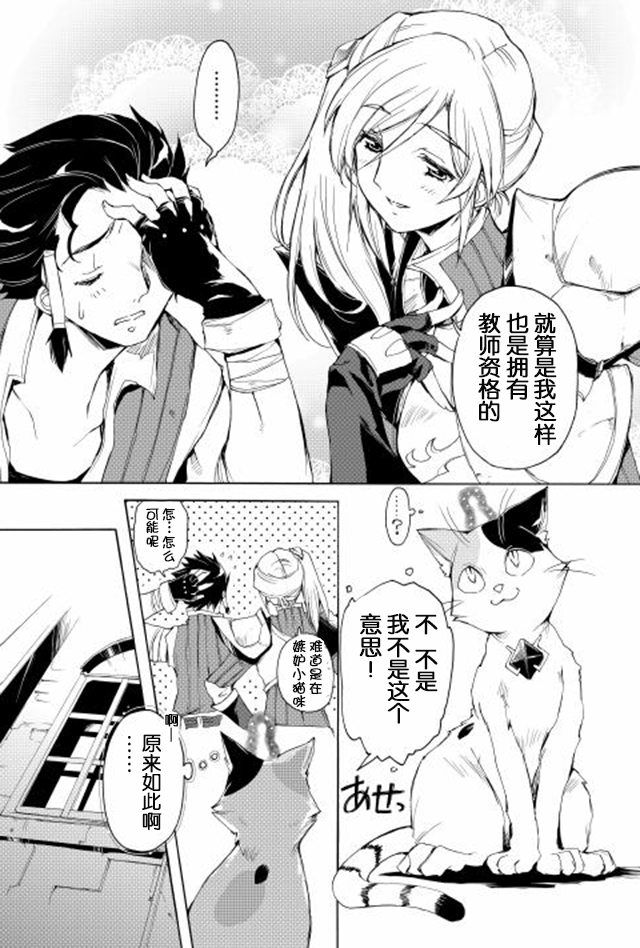 ………
就算是我这样
也是拥有
教师资格的
……?
不 不是
我不是这个
意思!
あせっ
怎…怎么
可能呢
难道是在
嫉妒小猫咪
啊—
原来如此啊
……